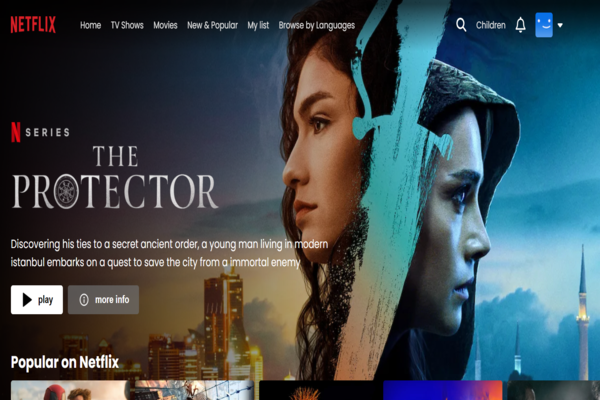 NETFLIX
Home TV Shows Movies New & Popular My list Browse by Languages Children
N SERIES
THE
PROTECTOR
Discovering his ties to a secret ancient order, a young man living in modern
istanbul embarks on a quest to save the city from a immortal enemy
play more info
Popular on Netflix